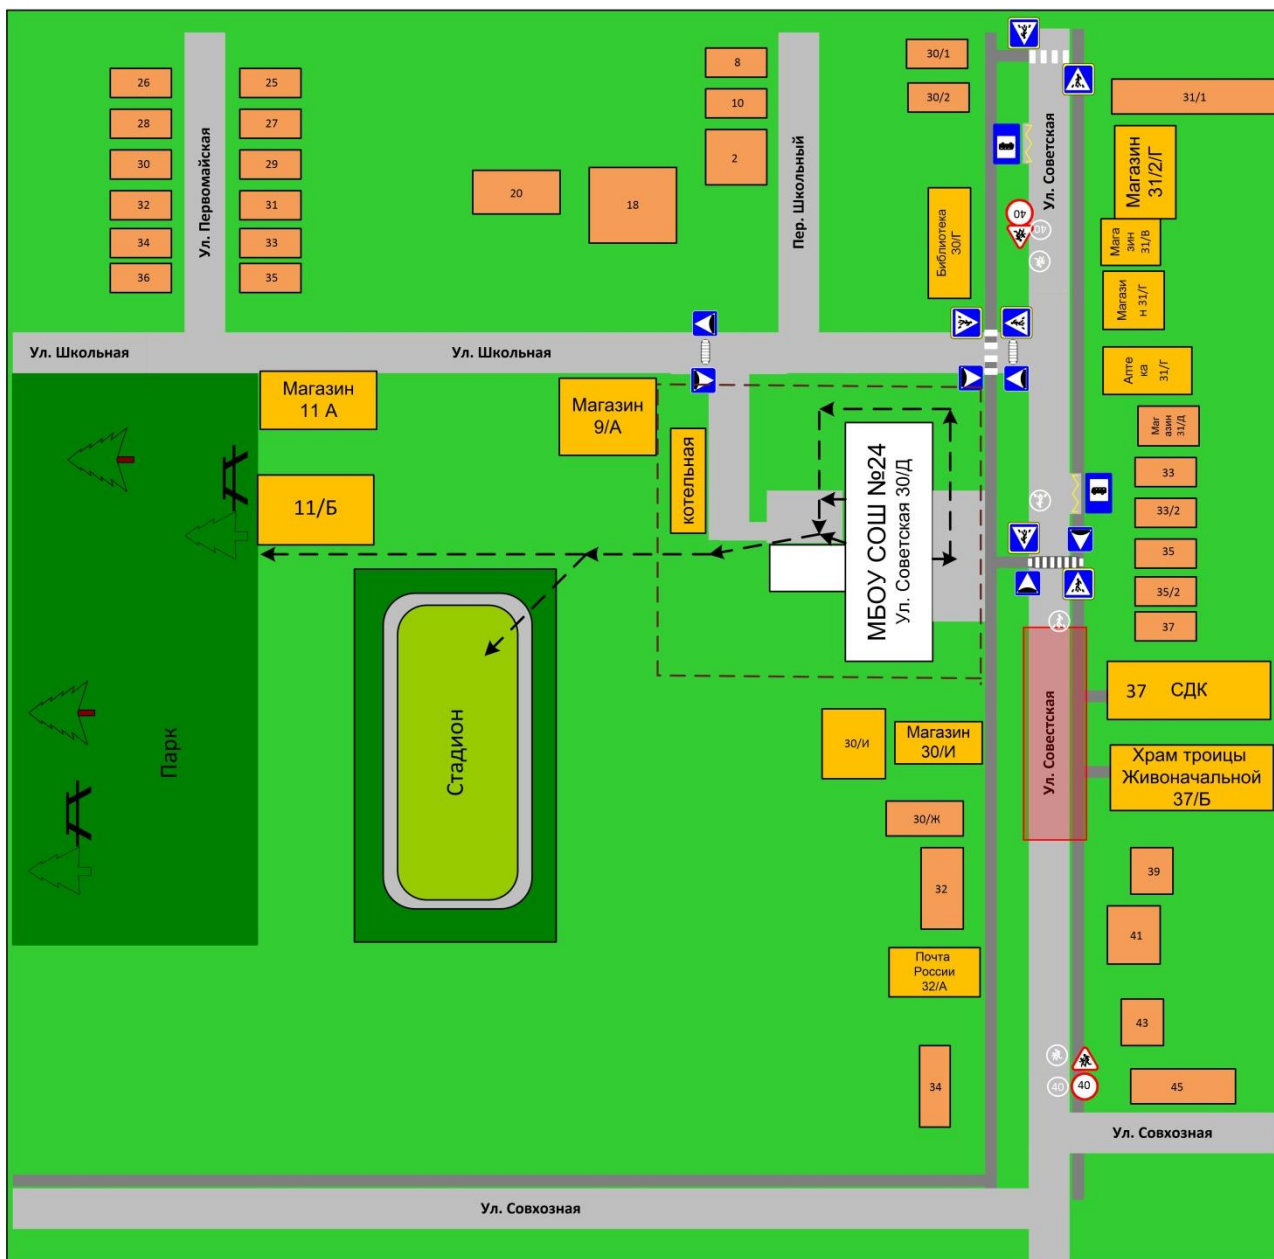 26
28
30
32
34
36
Ул. Первомайская
25
27
29
31
33
35
20
18
8
10
2
Пер. Школьный
30/1
30/2
Библиотека
30/Г
Ул. Советская
40
40
31/1
Магазин
31/2/Г
Мага
зин
31/В
Магази
н 31/Г
Апте
ка
31/Г
Маг
азин
31/Д
33
33/2
35
35/2
37
Ул. Школьная
Ул. Школьная
Магазин
11 А
11/Б
Магазин
9/А
котельная
МБОУ СОШ №24
Ул. Советская 30/Д
Парк
Стадион
30/И
Магазин
30/И
30/Ж
32
Почта
России
32/А
34
Ул. Совестская
37 СДК
Храм троицы
Живоначальной
37/Б
39
41
43
45
40
40
Ул. Совхозная
Ул. Совхозная